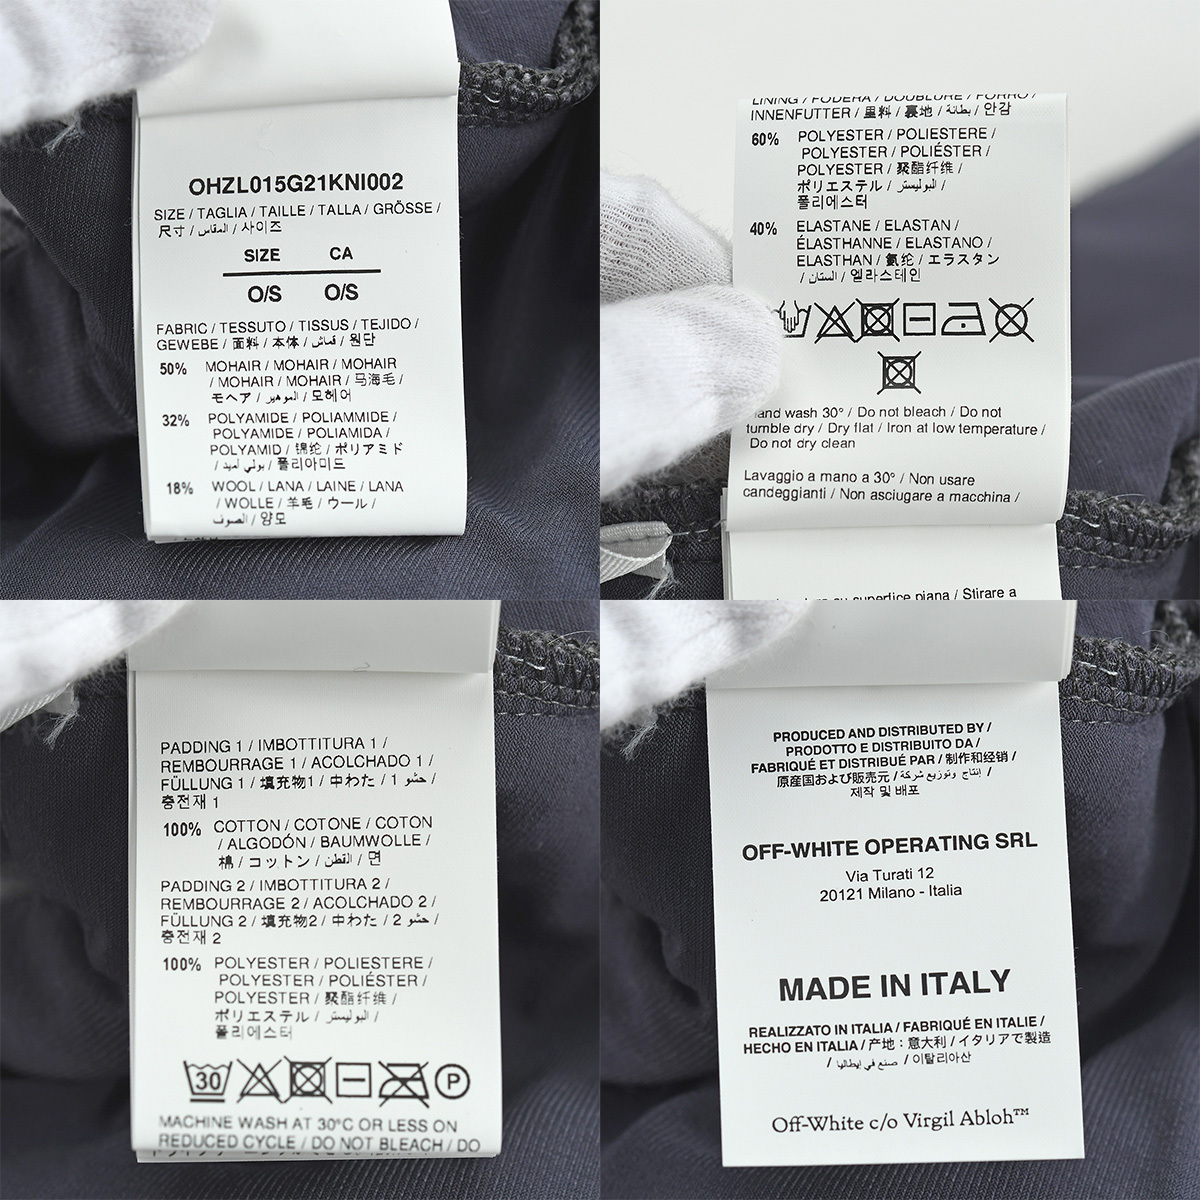 OHZL015G21KNI002
SIZE / TAGLIA / TAILLE / TALLA / GRÖSSE /
尺寸 / المقاس / 사이즈
SIZE CA
O/S O/S
FABRIC / TESSUTO / TISSUS / TEJIDO /
GEWEBE / 面料 / 本体 / قماش / 원단
50% MOHAIR / MOHAIR / MOHAIR
/ MOHAIR / MOHAIR / 马海毛 /
モヘア / الموهير / 모헤어
32% POLYAMIDE / POLIAMMIDE /
POLYAMIDE / POLIAMIDA /
POLYAMID / 锦纶 / ポリアミド
/ بولي أميد / 폴리아미드
18% WOOL / LANA / LAINE / LANA
/ WOLLE / 羊毛 / ウール /
الصوف / 양모
LINING / FODERA / DOUBLURE / FORRO /
INNENFUTTER / 里料 / 裏地 / بطانة / 안감
60% POLYESTER / POLIESTERE /
POLYESTER / POLIÉSTER /
POLYESTER / 聚酯纤维 /
ポリエステル / البوليستر /
폴리에스터
40% ELASTANE / ELASTAN /
ÉLASTHANNE / ELASTANO /
ELASTHAN / 氨纶 / エラスタン
/ الستان / 엘라스테인
and wash 30° / Do not bleach / Do not
tumble dry / Dry flat / Iron at low temperature /
Do not dry clean
Lavaggio a mano a 30° / Non usare
candeggianti / Non asciugare a macchina /
su superfice piana / Stirare a
PADDING 1 / IMBOTTITURA 1 /
REMBOURRAGE 1 / ACOLCHADO 1 /
FÜLLUNG 1 / 填充物1 / 中わた / 1 حشو /
충전재 1
100% COTTON / COTONE / COTON
/ ALGODÓN / BAUMWOLLE /
棉 / コットン / القطن / 면
PADDING 2 / IMBOTTITURA 2 /
REMBOURRAGE 2 / ACOLCHADO 2 /
FÜLLUNG 2 / 填充物2 / 中わた / 2 حشو /
충전재 2
100% POLYESTER / POLIESTERE /
POLYESTER / POLIÉSTER /
POLYESTER / 聚酯纤维 /
ポリエステル / البوليستر /
폴리에스터
30 P
MACHINE WASH AT 30°C OR LESS ON
REDUCED CYCLE / DO NOT BLEACH / DO
PRODUCED AND DISTRIBUTED BY /
PRODOTTO E DISTRIBUITO DA /
FABRIQUÉ ET DISTRIBUÉ PAR / 制作和经销 /
原産国および販売元 / إنتاج وتوزيع شركة /
제작 및 배포
OFF-WHITE OPERATING SRL
Via Turati 12
20121 Milano - Italia
MADE IN ITALY
REALIZZATO IN ITALIA / FABRIQUÉ EN ITALIE /
HECHO EN ITALIA / 产地：意大利 / イタリアで製造
/ صنع في إيطاليا / 이탈리아산
Off-White c/o Virgil Abloh™